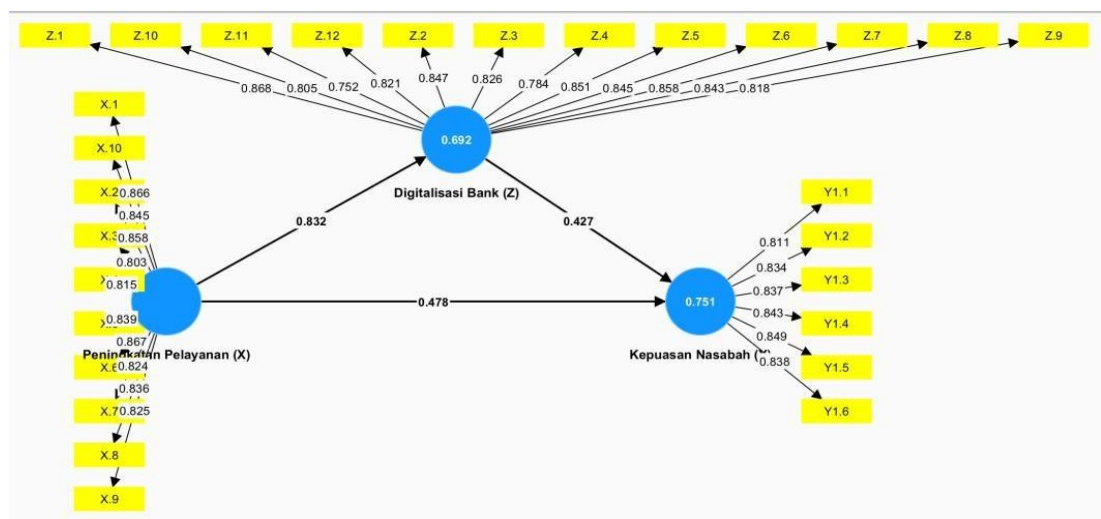 Z.1 Z.10 Z.11 Z.12 Z.2 Z.3 Z.4 Z.5 Z.6 Z.7 Z.8 Z.9
0.868 0.805 0.752 0.821 0.847 0.826 0.784 0.851 0.845 0.858 0.843 0.818
0.692
Digitalisasi Bank (Z)
X.1
X.10
X.2
X.3
X.6
X.7
X.8
X.9
0.866
0.845
0.858
0.803
0.815
0.839
0.867
0.824
0.836
0.825
Peningkatan Pelayanan (X)
0.832
0.427
0.478
0.751
Kepuasan Nasabah
0.811
0.834
0.837
0.843
0.849
0.838
Y1.1
Y1.2
Y1.3
Y1.4
Y1.5
Y1.6